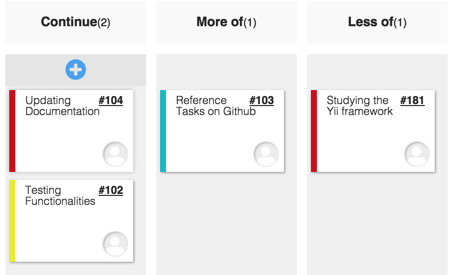 Continue(2)
More of(1)
Less of(1)
Updating #104
Documentation
Reference #103
Tasks on Github
Studying the #181
Yii framework
Testing #102
Functionalities